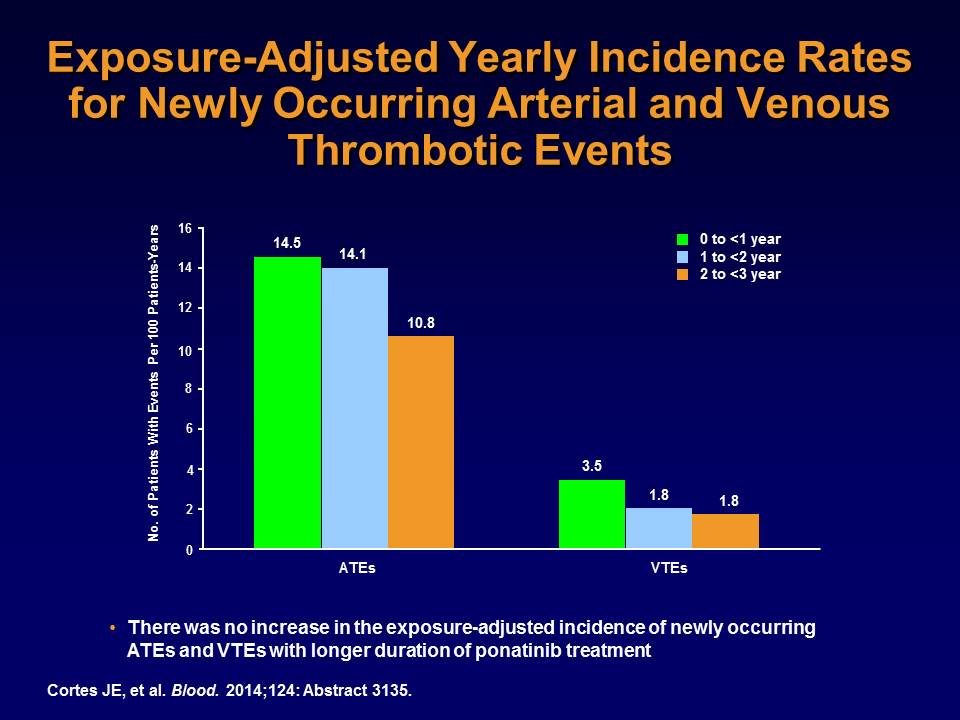 Exposure-Adjusted Yearly Incidence Rates
for Newly Occurring Arterial and Venous
Thrombotic Events
No. of Patients With Events Per 100 Patients-Years
16
14
12
10
8
6
4
2
0
14.5
14.1
10.8
3.5
1.8
1.8
0 to <1 year
1 to <2 year
2 to <3 year
ATEs
VTEs
• There was no increase in the exposure-adjusted incidence of newly occurring
ATEs and VTEs with longer duration of ponatinib treatment
Cortes JE, et al. Blood. 2014;124: Abstract 3135.